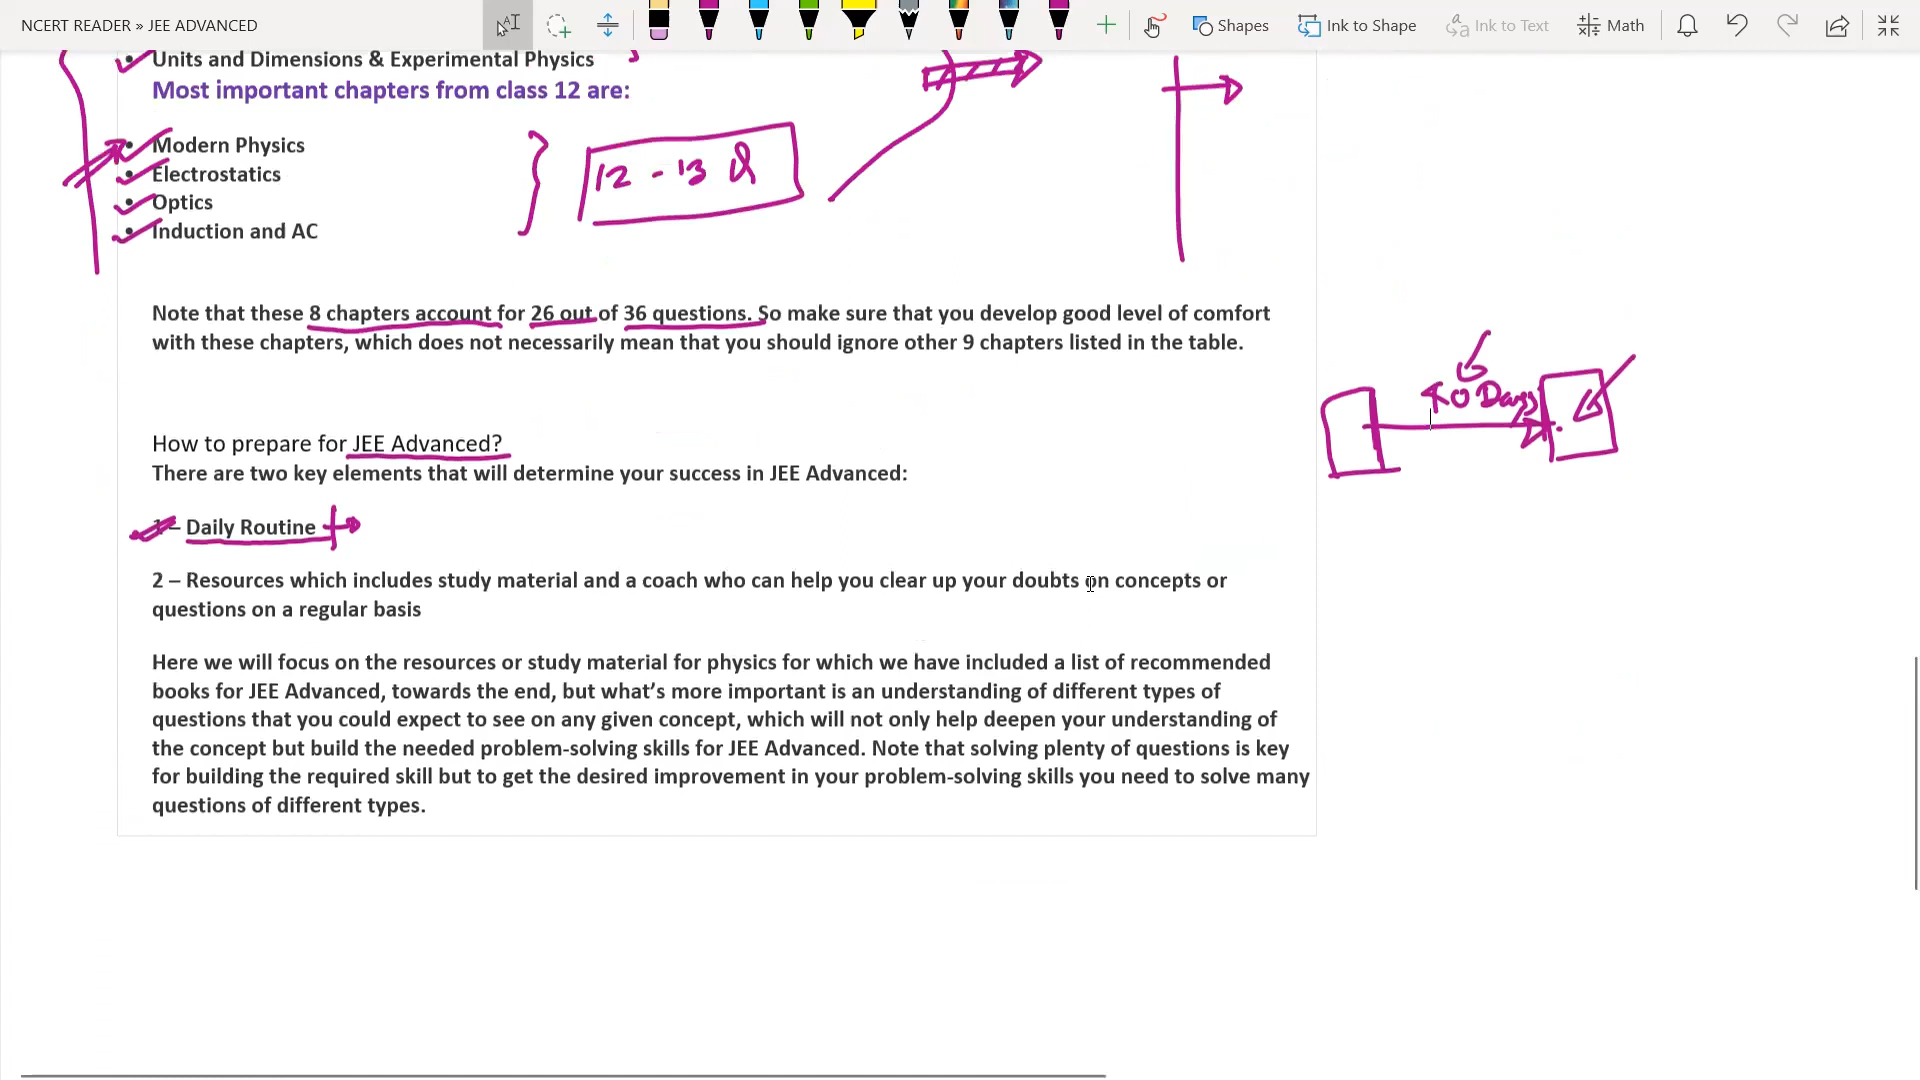 NCERT READER » JEE ADVANCED
Shapes
Ink to Shape
Ink to Text
Math
• Units and Dimensions & Experimental Physics
Most important chapters from class 12 are:
• Modern Physics
• Electrostatics
• Optics
• Induction and AC
12 - 13 Q
Note that these 8 chapters account for 26 out of 36 questions. So make sure that you develop good level of comfort
with these chapters, which does not necessarily mean that you should ignore other 9 chapters listed in the table.
Days
How to prepare for JEE Advanced?
There are two key elements that will determine your success in JEE Advanced:
1 – Daily Routine
2 – Resources which includes study material and a coach who can help you clear up your doubts on concepts or
questions on a regular basis
Here we will focus on the resources or study material for physics for which we have included a list of recommended
books for JEE Advanced, towards the end, but what’s more important is an understanding of different types of
questions that you could expect to see on any given concept, which will not only help deepen your understanding of
the concept but build the needed problem-solving skills for JEE Advanced. Note that solving plenty of questions is key
for building the required skill but to get the desired improvement in your problem-solving skills you need to solve many
questions of different types.